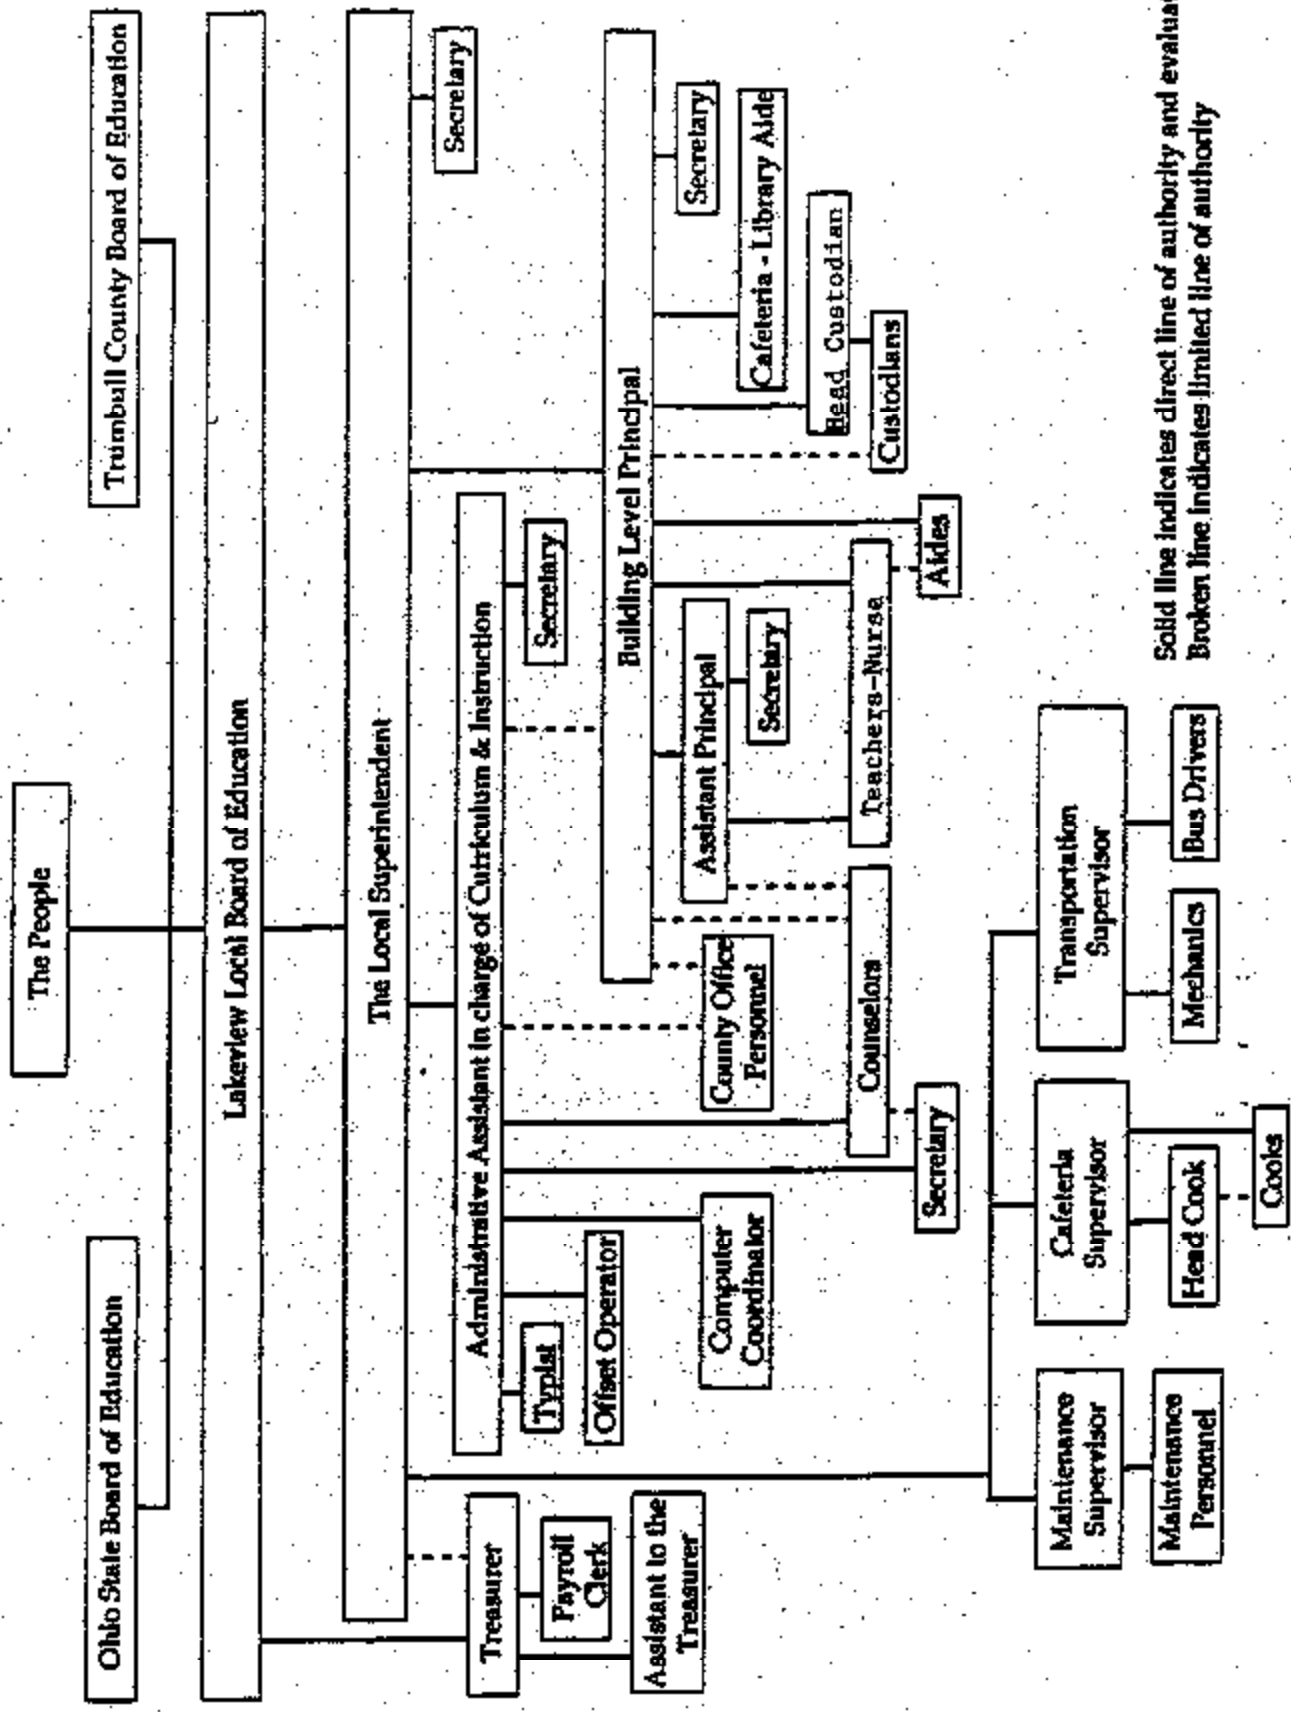 The People
Ohio State Board of Education
Trumbull County Board of Education
Lakeview Local Board of Education
The Local Superintendent
Secretary
Treasurer
Payroll
Clerk
Assistant to the
Treasurer
Administrative Assistant in charge of Curriculum & Instruction
Typist
Secretary
Offset Operator
Building Level Principal
Computer
Coordinator
County Office
Personnel
Assistant Principal
Secretary
Secretary
Cafeteria - Library Aide
Head Custodian
Custodians
Counselors
Teachers-Nurse
Secretary
Aides
Maintenance
Supervisor
Cafeteria
Supervisor
Transportation
Supervisor
Maintenance
Personnel
Head Cook
Mechanics
Bus Drivers
Cooks
Solid line indicates direct line of authority and
Broken line indicates limited line of authority